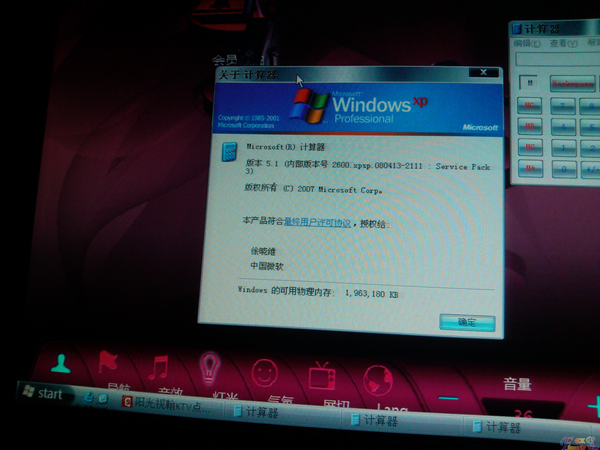 计算器
编辑(E) 查看(V)
会员
关于 计算器
Copyright © 1985-2001
Microsoft Corporation
Microsoft
Windows xp
Professional
Microsoft
Microsoft(R) 计算器
版本 5.1 (内部版本号 2600.xpsp.080413-2111 : Service Pack
3)
版权所有 (C) 2007 Microsoft Corp。
本产品符合最终用户许可协议，授权给:
徐晓维
中国微软
Windows 的可用物理内存: 1,963,180 KB
确定
Backspace
导航
音效
灯光
气氛
Lang
音量
36
start
阳光视翰KTV点...
计算器
计算器
计算器